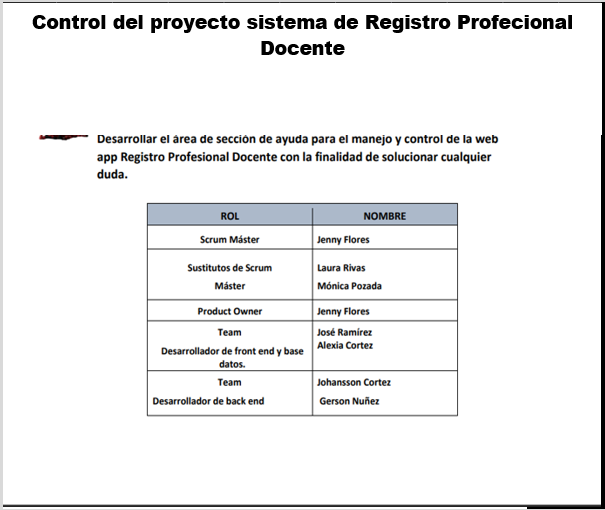 Control del proyecto sistema de Registro Profecional
Docente
Desarrollar el área de sección de ayuda para el manejo y control de la web
app Registro Profesional Docente con la finalidad de solucionar cualquier
duda.
ROL NOMBRE
Scrum Máster Jenny Flores
Sustitutos de Scrum Laura Rivas
Máster Mónica Pozada
Product Owner Jenny Flores
Team José Ramírez
Alexia Cortez
Desarrollador de front end y base
datos.
Team Johansson Cortez
Desarrollador de back end Gerson Nuñez